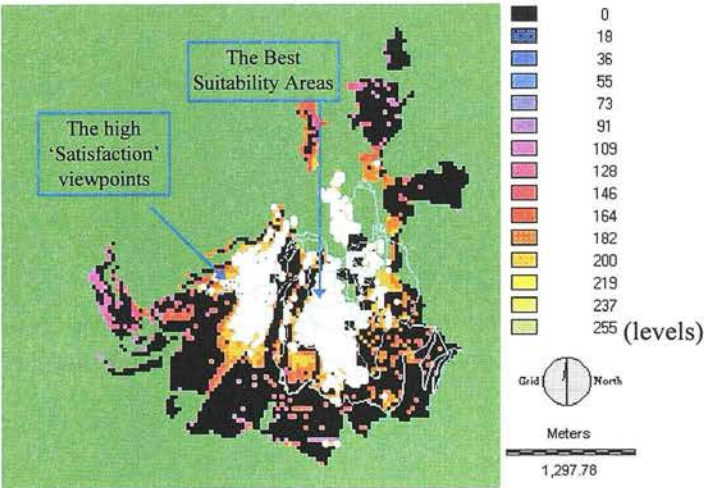 The Best
Suitability Areas
The high
'Satisfaction'
viewpoints
0
18
36
55
73
91
109
128
146
164
182
200
219
237
255 (levels)
Grid North
Meters
1,297.78